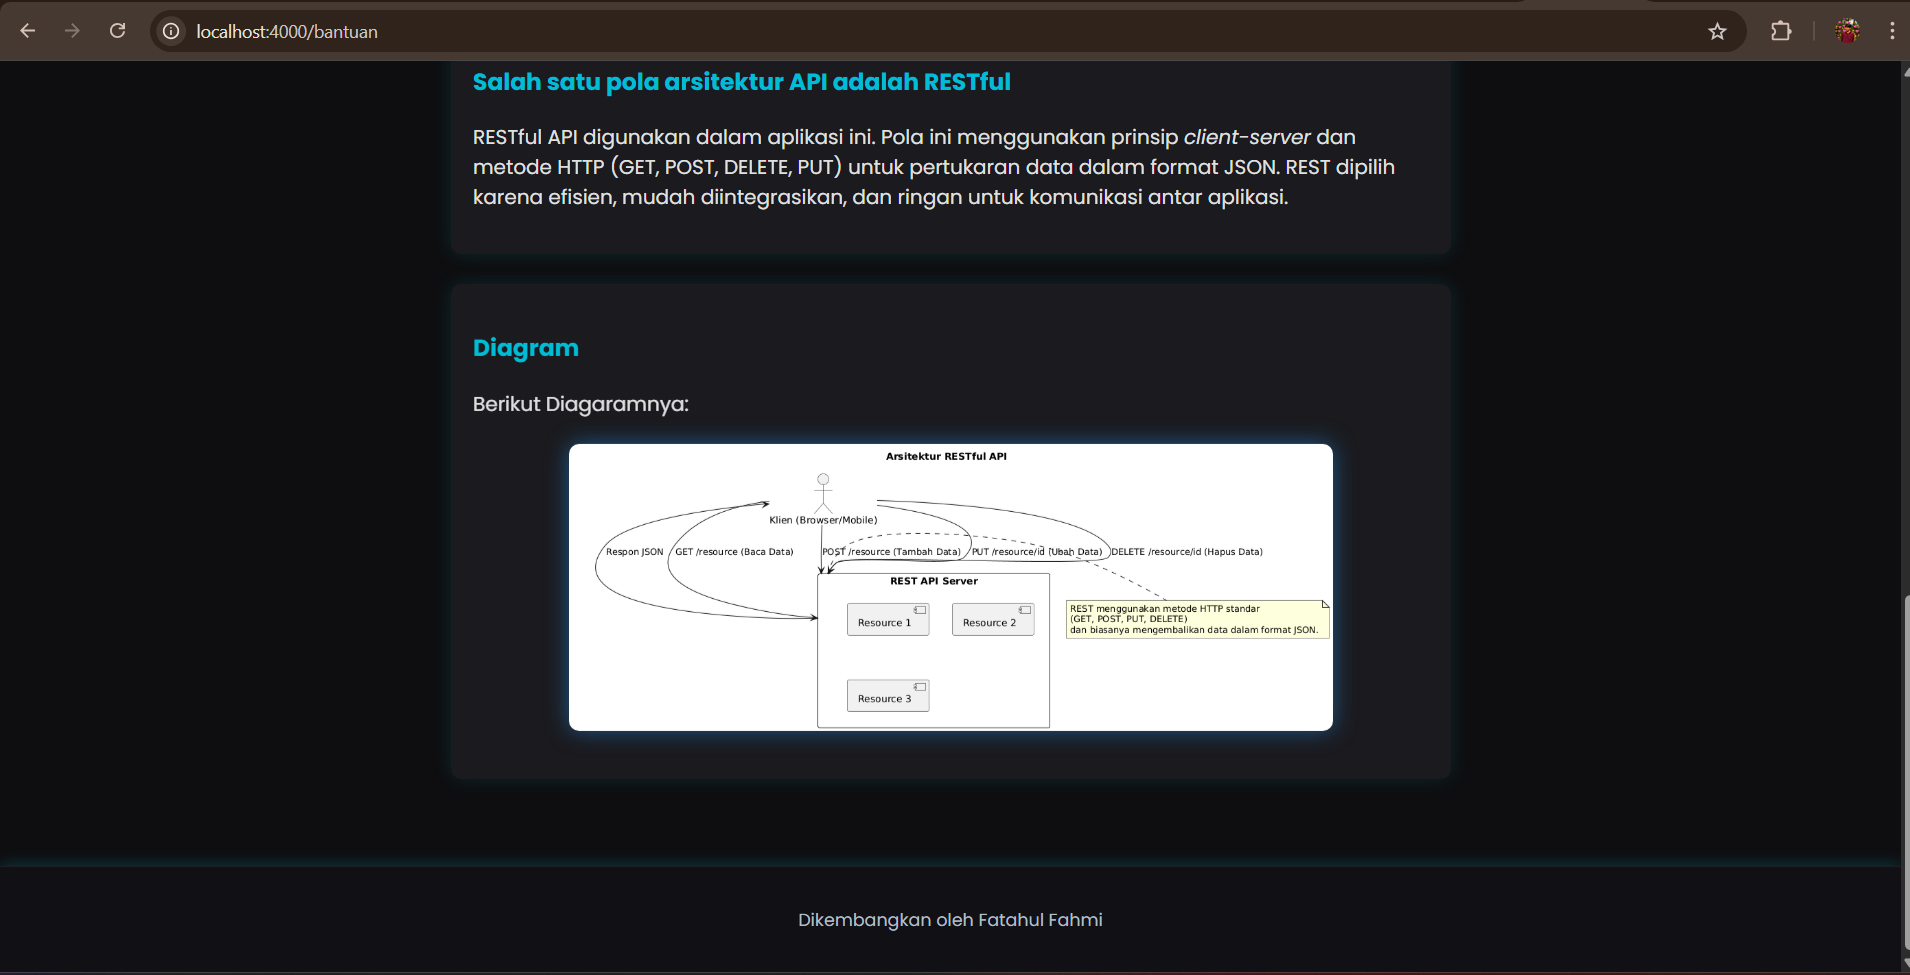 localhost:4000/bantuan
Salah satu pola arsitektur API adalah RESTful
RESTful API digunakan dalam aplikasi ini. Pola ini menggunakan prinsip client-server dan
metode HTTP (GET, POST, DELETE, PUT) untuk pertukaran data dalam format JSON. REST dipilih
karena efisien, mudah diintegrasikan, dan ringan untuk komunikasi antar aplikasi.
Diagram
Berikut Diagaramnya:
Arsitektur RESTful API
Klien (Browser/Mobile)
Respon JSON
GET /resource (Baca Data)
POST /resource (Tambah Data)
PUT /resource/id (Ubah Data)
DELETE /resource/id (Hapus Data)
REST API Server
Resource 1
Resource 2
Resource 3
REST menggunakan metode HTTP standar
(GET, POST, PUT, DELETE)
dan biasanya mengembalikan data dalam format JSON.
Dikembangkan oleh Fatahul Fahmi